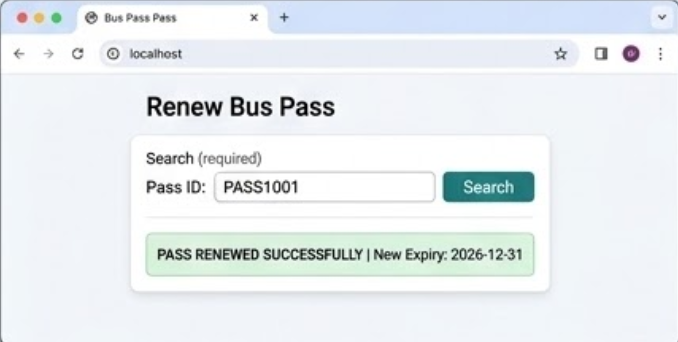 Bus Pass Pass
localhost
Renew Bus Pass
Search (required)
Pass ID: PASS1001 Search
PASS RENEWED SUCCESSFULLY | New Expiry: 2026-12-31